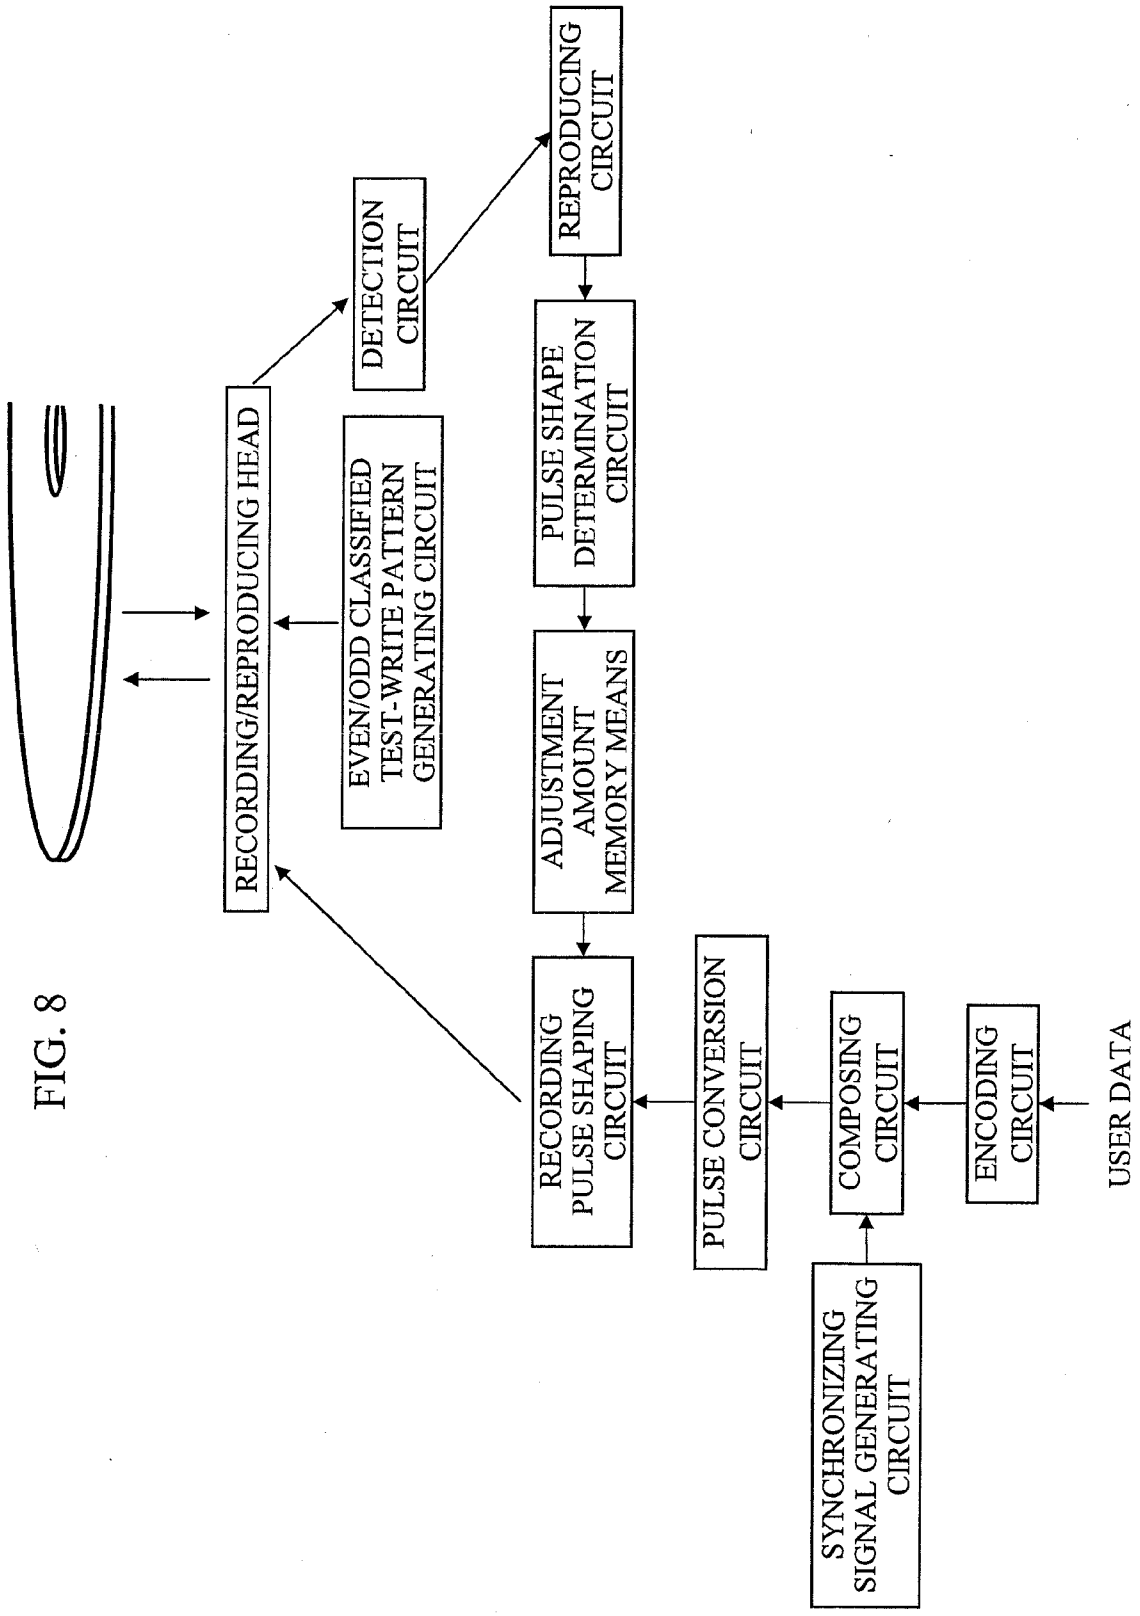 FIG. 8
RECORDING/REPRODUCING HEAD
EVEN/ODD CLASSIFIED
TEST-WRITE PATTERN
GENERATING CIRCUIT
DETECTION
CIRCUIT
RECORDING
PULSE SHAPING
CIRCUIT
ADJUSTMENT
AMOUNT
MEMORY MEANS
PULSE SHAPE
DETERMINATION
CIRCUIT
REPRODUCING
CIRCUIT
PULSE CONVERSION
CIRCUIT
SYNCHRONIZING
SIGNAL GENERATING
CIRCUIT
COMPOSING
CIRCUIT
ENCODING
CIRCUIT
USER DATA